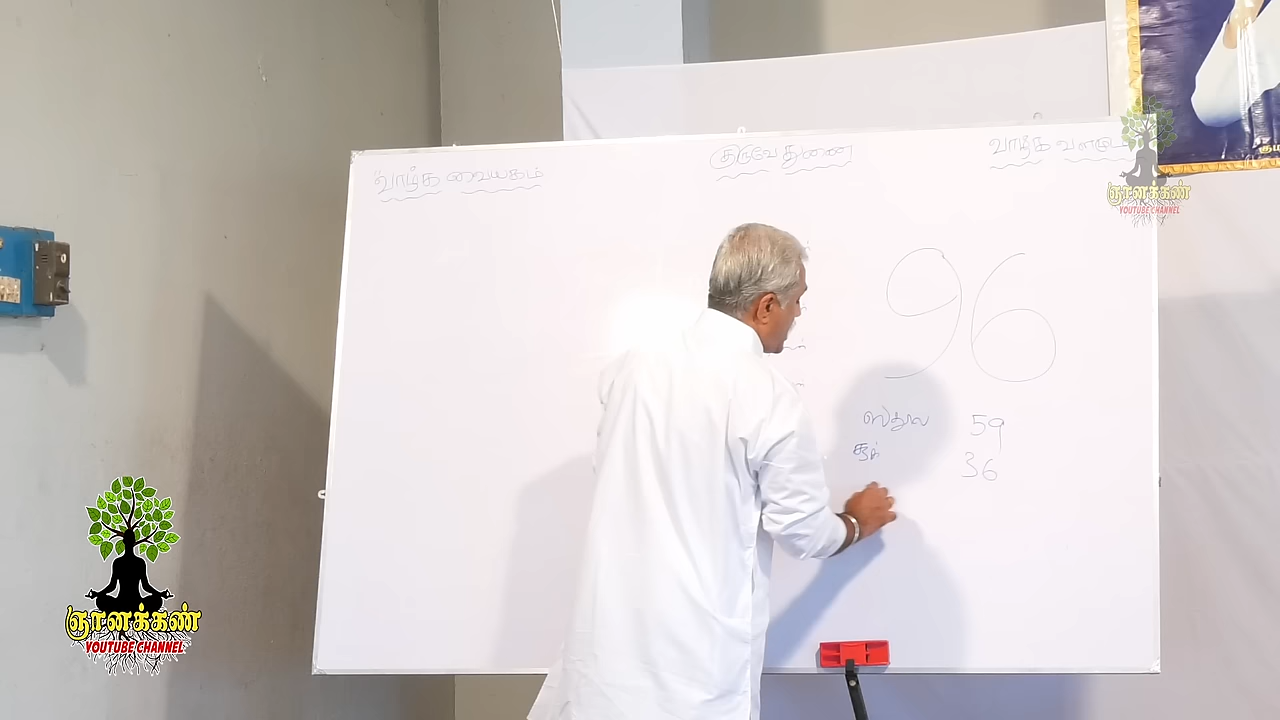 வாழ்க வையகம்
குருவே துணை
வாழ்க வளமுடன்
96
ஸ்தூல 59
சூக் 36
ஞானக்கண்
YOUTUBE CHANNEL
ஞானக்கண்
YOUTUBE CHANNEL